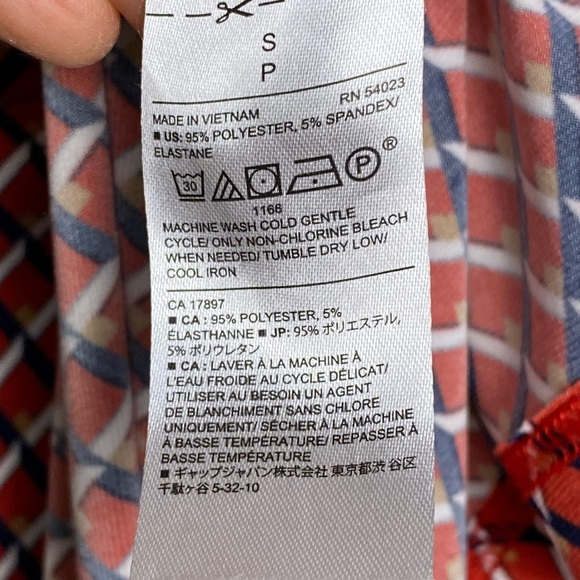 S
P
RN 54023
MADE IN VIETNAM
■ US: 95% POLYESTER, 5% SPANDEX/
ELASTANE
30 P ®
1166
MACHINE WASH COLD GENTLE
CYCLE/ ONLY NON-CHLORINE BLEACH
WHEN NEEDED/ TUMBLE DRY LOW/
COOL IRON
CA 17897
■ CA : 95% POLYESTER, 5%
ÉLASTHANNE ■ JP: 95% ポリエステル,
5% ポリウレタン
■ CA : LAVER À LA MACHINE À
L'EAU FROIDE AU CYCLE DÉLICAT/
UTILISER AU BESOIN UN AGENT
DE BLANCHIMENT SANS CHLORE
UNIQUEMENT/ SÉCHER À LA MACHINE
À BASSE TEMPÉRATURE/ REPASSER À
BASSE TEMPÉRATURE
■ ギャップジャパン株式会社 東京都渋谷区
千駄ヶ谷 5-32-10